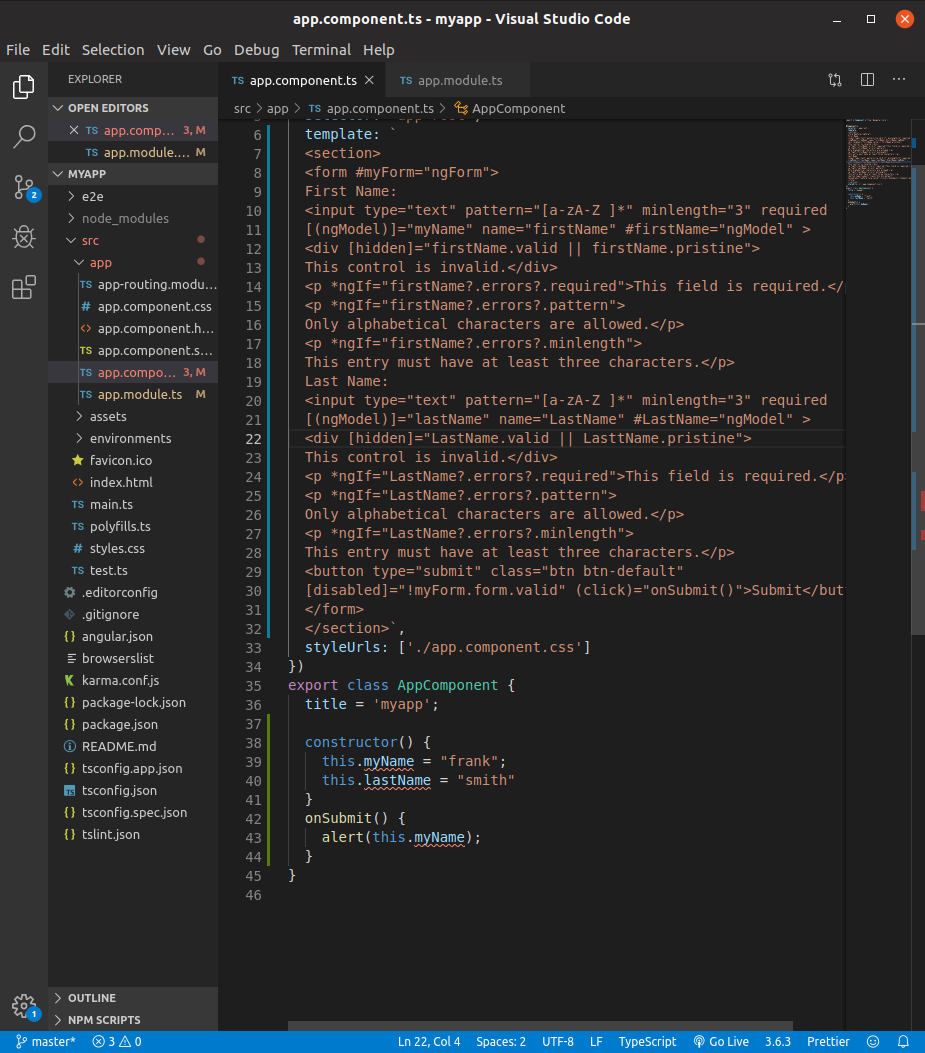 app.component.ts - myapp - Visual Studio Code
File Edit Selection View Go Debug Terminal Help
EXPLORER
OPEN EDITORS
TS app.comp... 3, M
TS app.module.... M
MYAPP
e2e
node_modules
src
app
TS app-routing.modu...
# app.component.css
<> app.component.h...
TS app.component.s...
TS app.compo... 3, M
TS app.module.ts M
assets
environments
favicon.ico
<> index.html
TS main.ts
TS polyfills.ts
# styles.css
TS test.ts
.editorconfig
.gitignore
{} angular.json
browserslist
karma.conf.js
{} package-lock.json
{} package.json
README.md
{} tsconfig.app.json
TS tsconfig.json
{} tsconfig.spec.json
{} tslint.json
OUTLINE
NPM SCRIPTS
2
1
TS app.component.ts
TS app.module.ts
src > app > TS app.component.ts > AppComponent
6 template: `
7 <section>
8 <form #myForm="ngForm">
9 First Name:
10 <input type="text" pattern="[a-zA-Z ]*" minlength="3" required
11 [(ngModel)]="myName" name="firstName" #firstName="ngModel" >
12 <div [hidden]="firstName.valid || firstName.pristine">
13 This control is invalid.</div>
14 <p *ngIf="firstName?.errors?.required">This field is required.</
15 <p *ngIf="firstName?.errors?.pattern">
16 Only alphabetical characters are allowed.</p>
17 <p *ngIf="firstName?.errors?.minlength">
18 This entry must have at least three characters.</p>
19 Last Name:
20 <input type="text" pattern="[a-zA-Z ]*" minlength="3" required
21 [(ngModel)]="lastName" name="LastName" #LastName="ngModel" >
22 <div [hidden]="LastName.valid || LasttName.pristine">
23 This control is invalid.</div>
24 <p *ngIf="LastName?.errors?.required">This field is required.</p
25 <p *ngIf="LastName?.errors?.pattern">
26 Only alphabetical characters are allowed.</p>
27 <p *ngIf="LastName?.errors?.minlength">
28 This entry must have at least three characters.</p>
29 <button type="submit" class="btn btn-default"
30 [disabled]="!myForm.form.valid" (click)="onSubmit()">Submit</but
31 </form>
32 </section>`,
33 styleUrls: ['./app.component.css']
34 })
35 export class AppComponent {
36 title = 'myapp';
37
38 constructor() {
39 this.myName = "frank";
40 this.lastName = "smith"
41 }
42 onSubmit() {
43 alert(this.myName);
44 }
45 }
46
master* 3 0 Ln 22, Col 4 Spaces: 2 UTF-8 LF TypeScript Go Live 3.6.3 Prettier